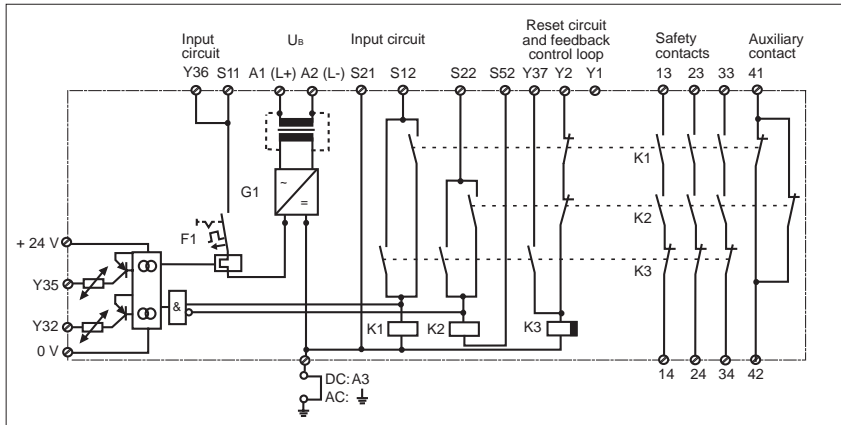 Input
circuit
U_B
Input circuit
Reset circuit
and feedback
control loop
Safety
contacts
Auxiliary
contact
Y36 S11 A1 (L+) A2 (L-) S21 S12 S22 S52 Y37 Y2 Y1 13 23 33 41
K1
~
G1
=
K2
F1
+ 24 V
K3
Y35
&
Y32
K1 K2 K3
0 V
DC: A3
AC:
14 24 34 42